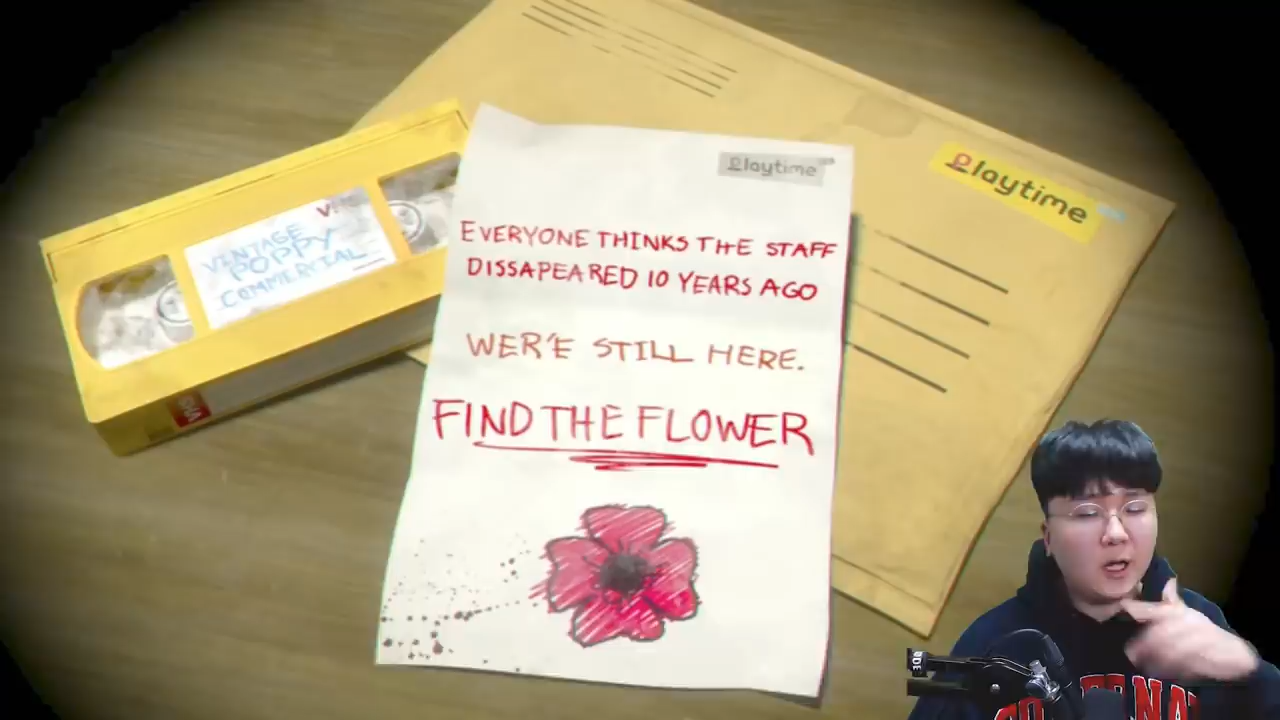 Playtime
Playtime
VINTAGE
POPPY
COMMERCIAL
VHS
EVERYONE THINKS THE STAFF
DISSAPEARED 10 YEARS AGO
WER'E STILL HERE.
FIND THE FLOWER